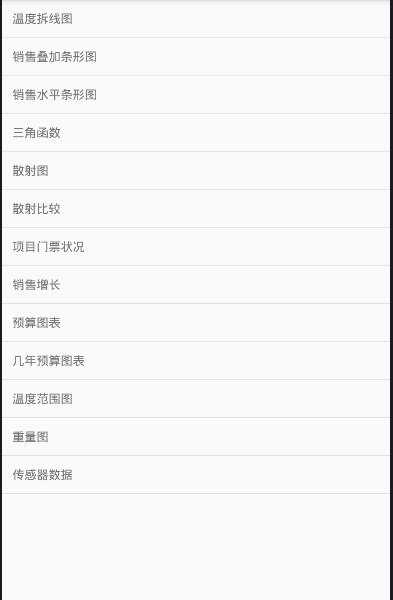 温度拆线图
销售叠加条形图
销售水平条形图
三角函数
散射图
散射比较
项目门票状况
销售增长
预算图表
几年预算图表
温度范围图
重量图
传感器数据